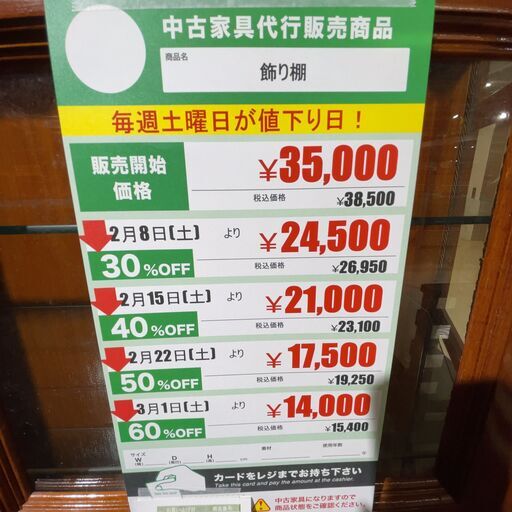 中古家具代行販売商品
商品名
飾り棚
毎週土曜日が値下り日！
販売開始
価格
¥35,000
税込価格 ¥38,500
2月8日(土) より ¥24,500
30%OFF 税込価格 ¥26,950
2月15日(土) より ¥21,000
40%OFF 税込価格 ¥23,100
2月22日(土) より ¥17,500
50%OFF 税込価格 ¥19,250
3月1日(土) より ¥14,000
60%OFF 税込価格 ¥15,400
サイズ W(幅) D(奥行) H(高) cm 素材 使用年数 年
カードをレジまでお持ち下さい
Take this card and pay the amount at the cashier.
中古家具になりますので
商品状態をご確認ください